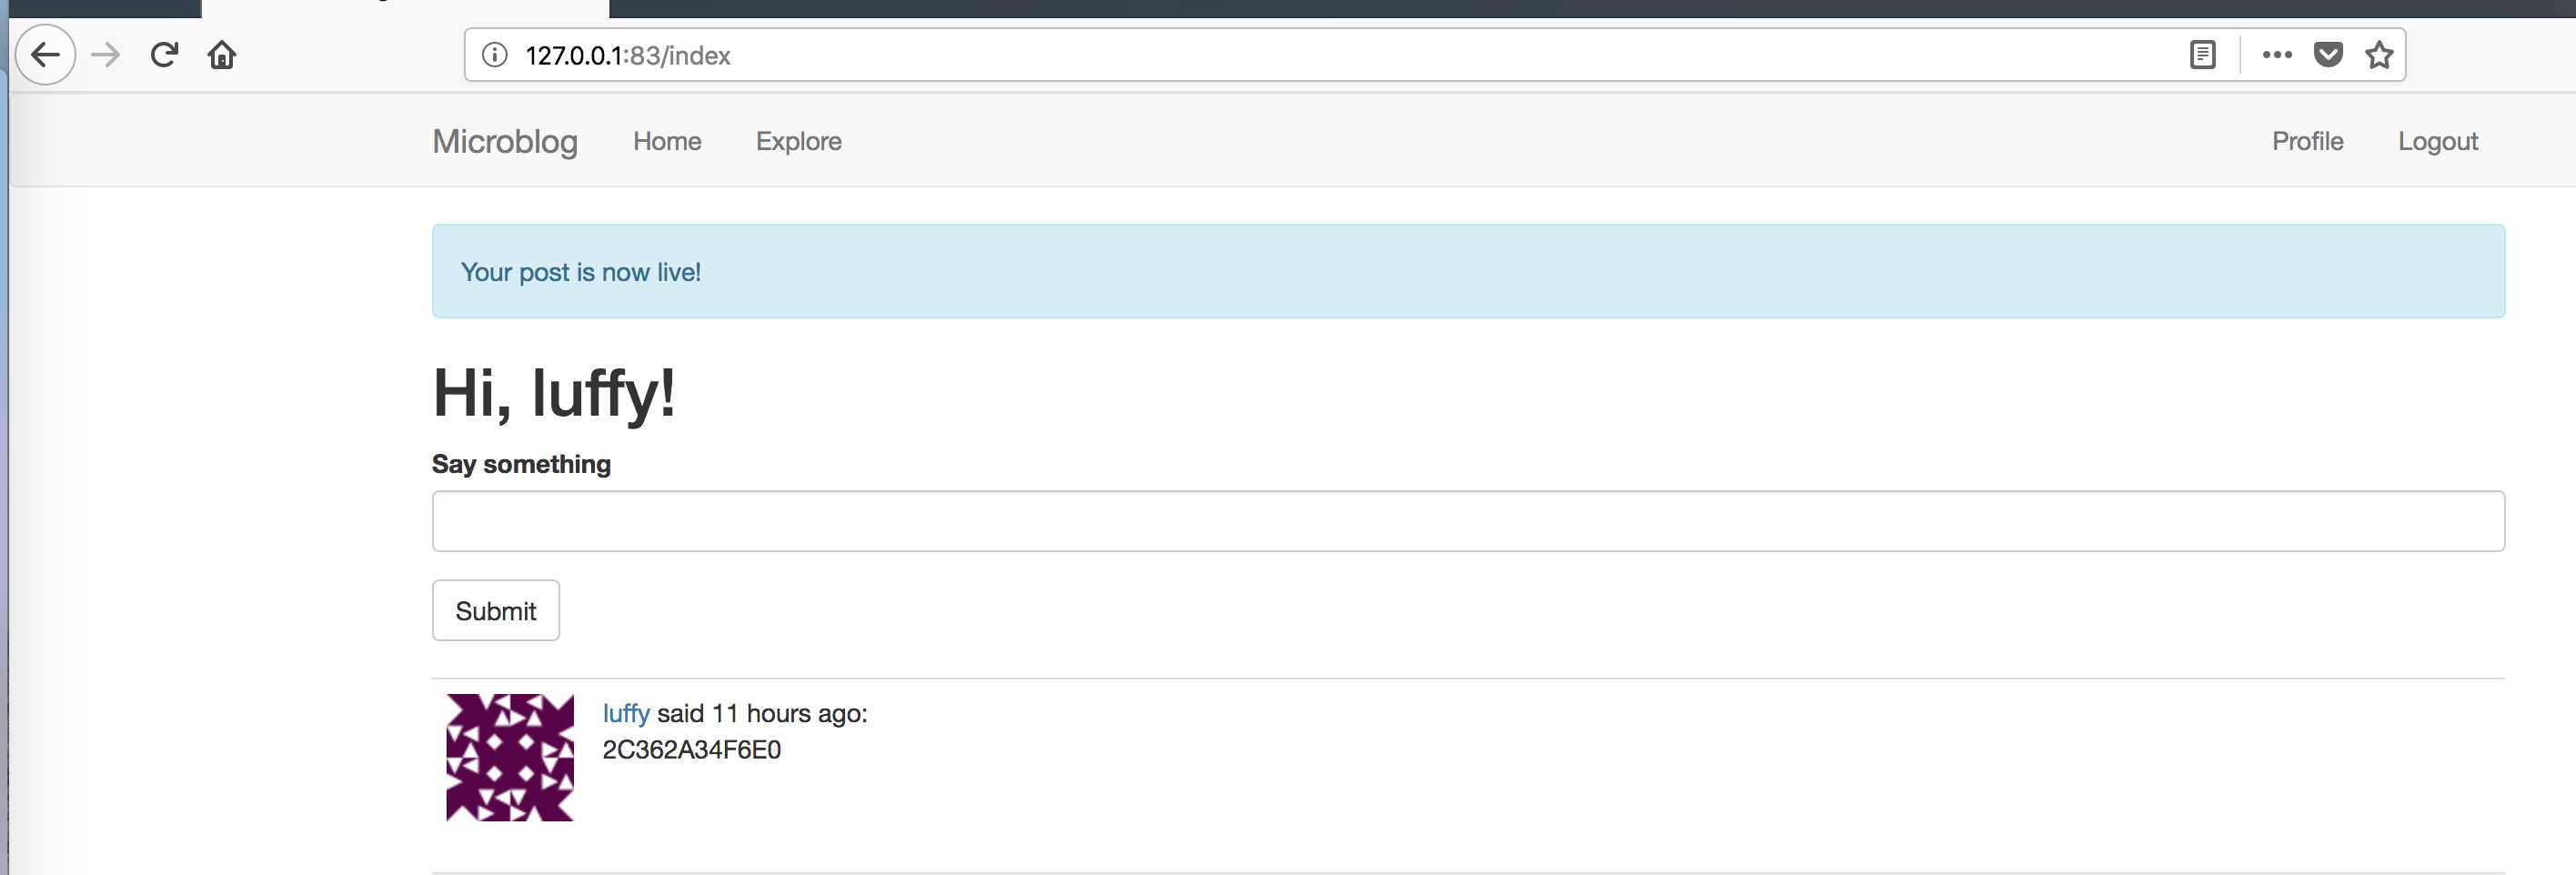 127.0.0.1:83/index
Microblog Home Explore Profile Logout
Your post is now live!
Hi, luffy!
Say something
Submit
luffy said 11 hours ago:
2C362A34F6E0